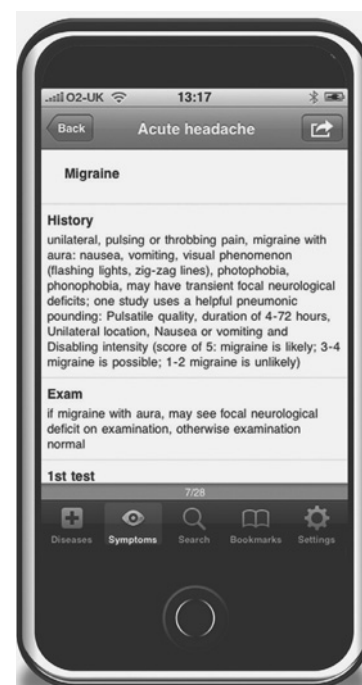 O2-UK 13:17
Back Acute headache
Migraine
History
unilateral, pulsing or throbbing pain, migraine with
aura: nausea, vomiting, visual phenomenon
(flashing lights, zig-zag lines), photophobia,
phonophobia, may have transient focal neurological
deficits; one study uses a helpful pneumonic
pounding: Pulsatile quality, duration of 4-72 hours,
Unilateral location, Nausea or vomiting and
Disabling intensity (score of 5: migraine is likely; 3-4
migraine is possible; 1-2 migraine is unlikely)
Exam
if migraine with aura, may see focal neurological
deficit on examination, otherwise examination
normal
1st test
7/28
Diseases Symptoms Search Bookmarks Settings